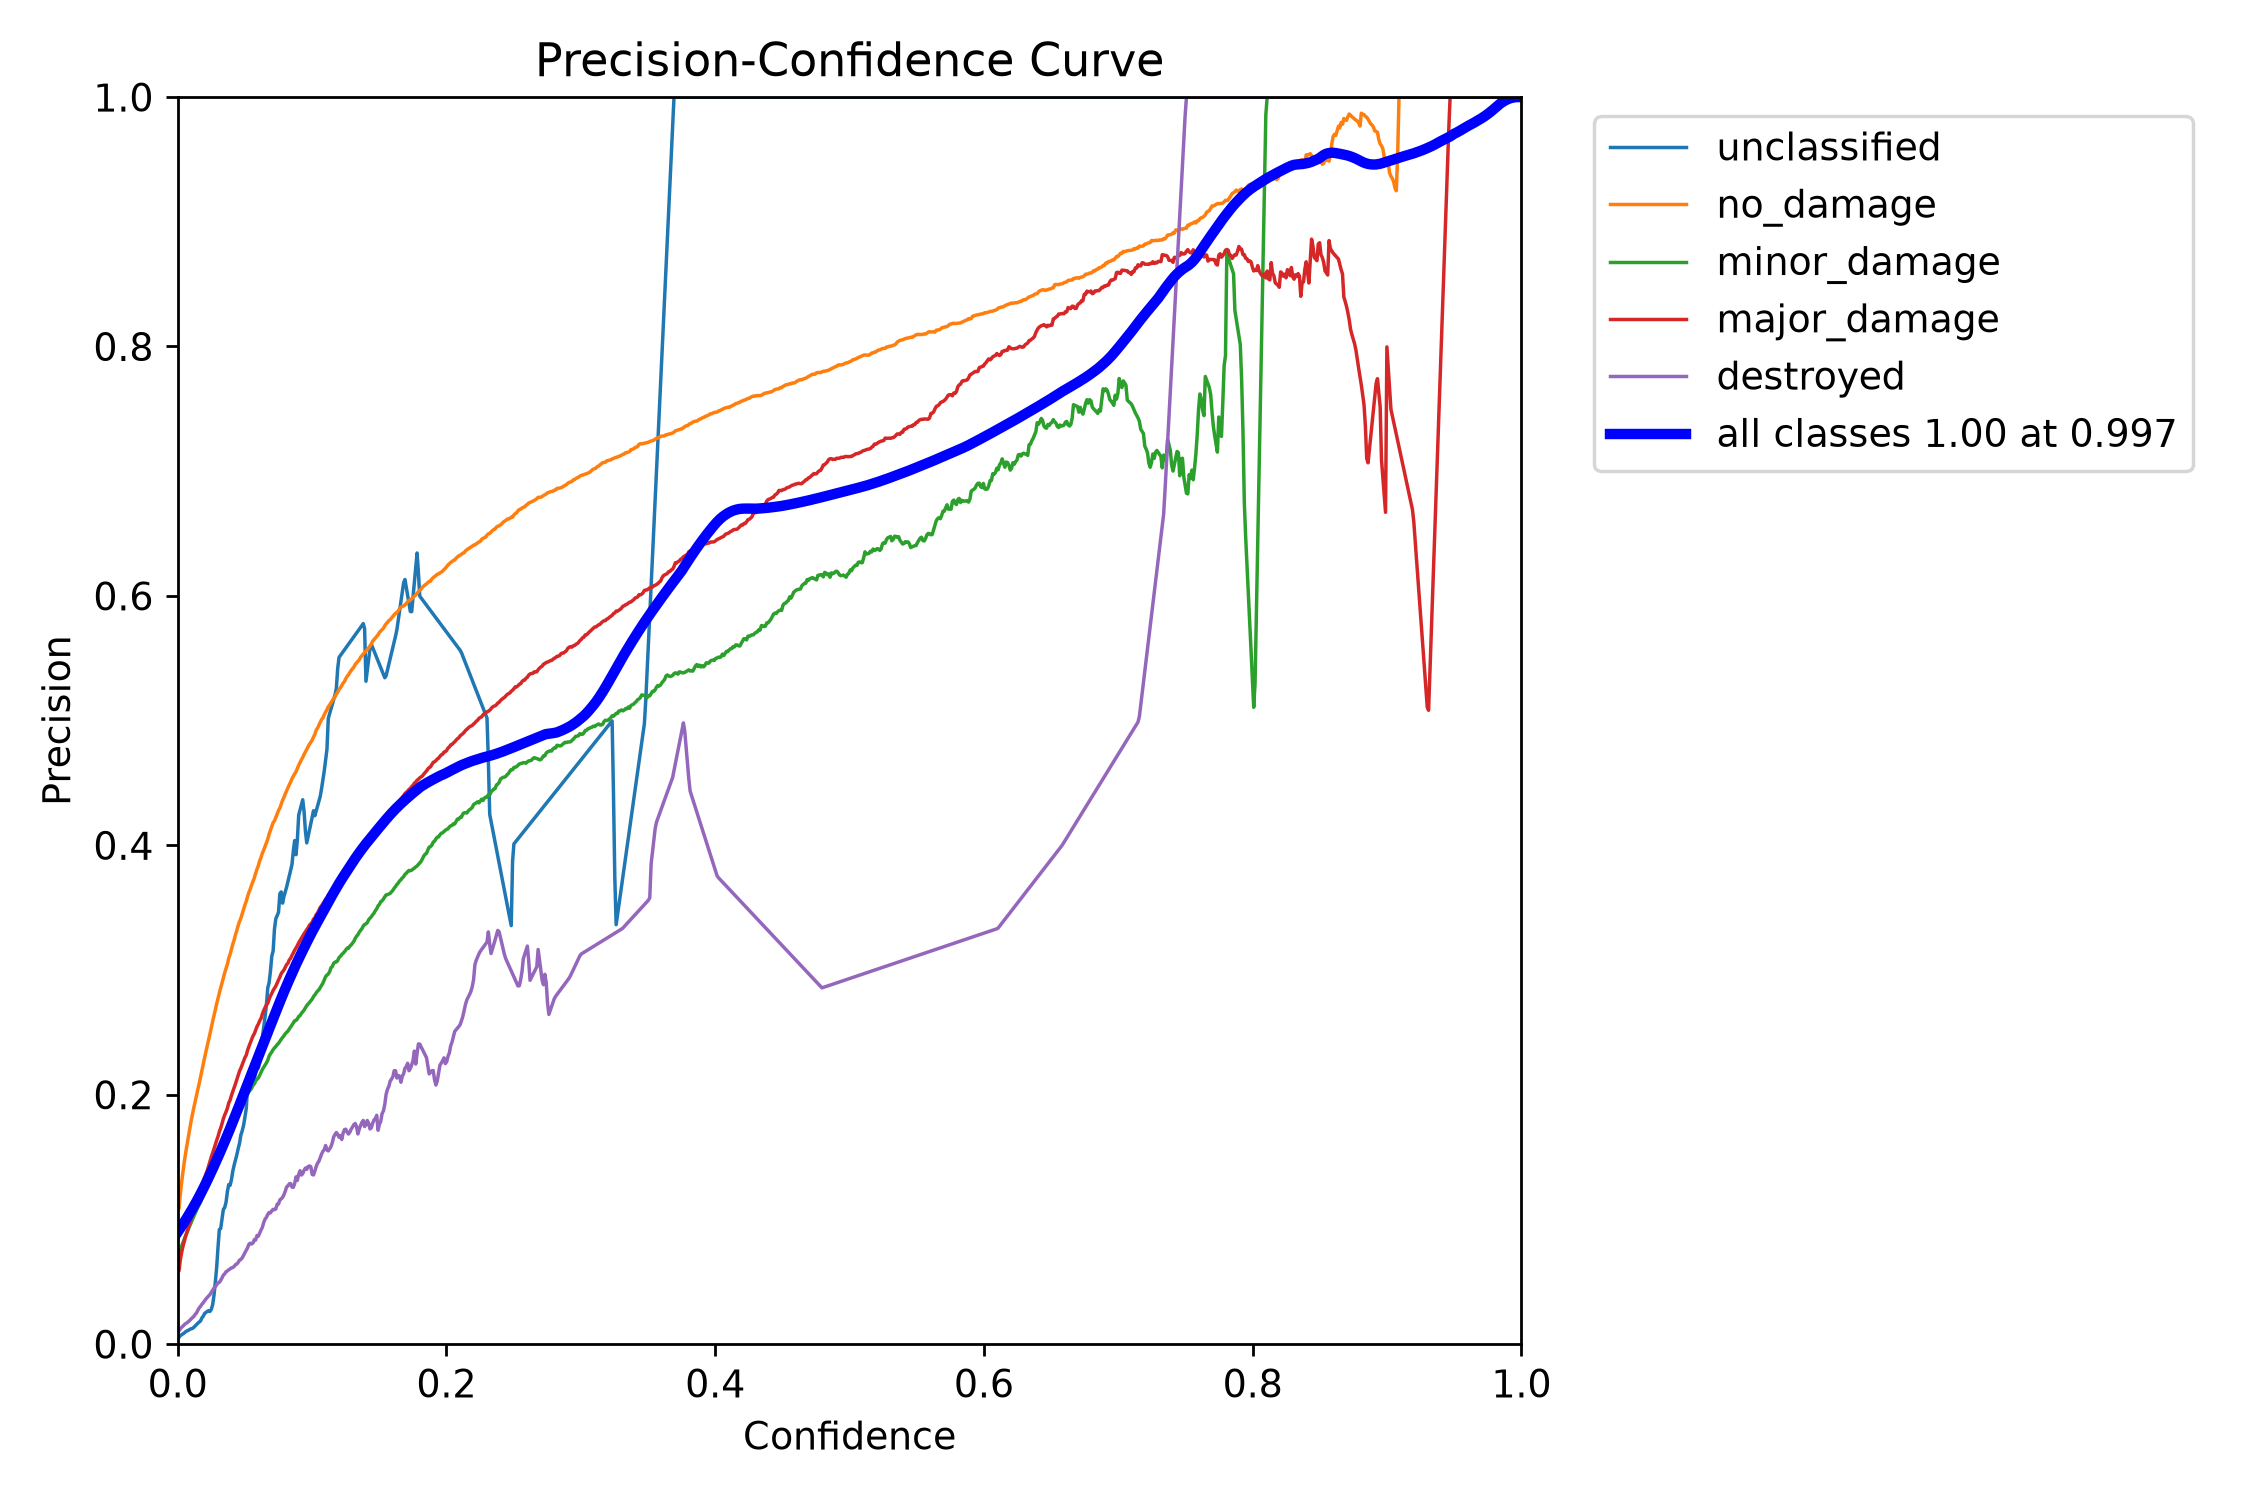 Precision-Confidence Curve
1.0
0.8
0.6
0.4
0.2
0.0
Precision
0.0 0.2 0.4 0.6 0.8 1.0
Confidence
unclassified
no_damage
minor_damage
major_damage
destroyed
all classes 1.00 at 0.997